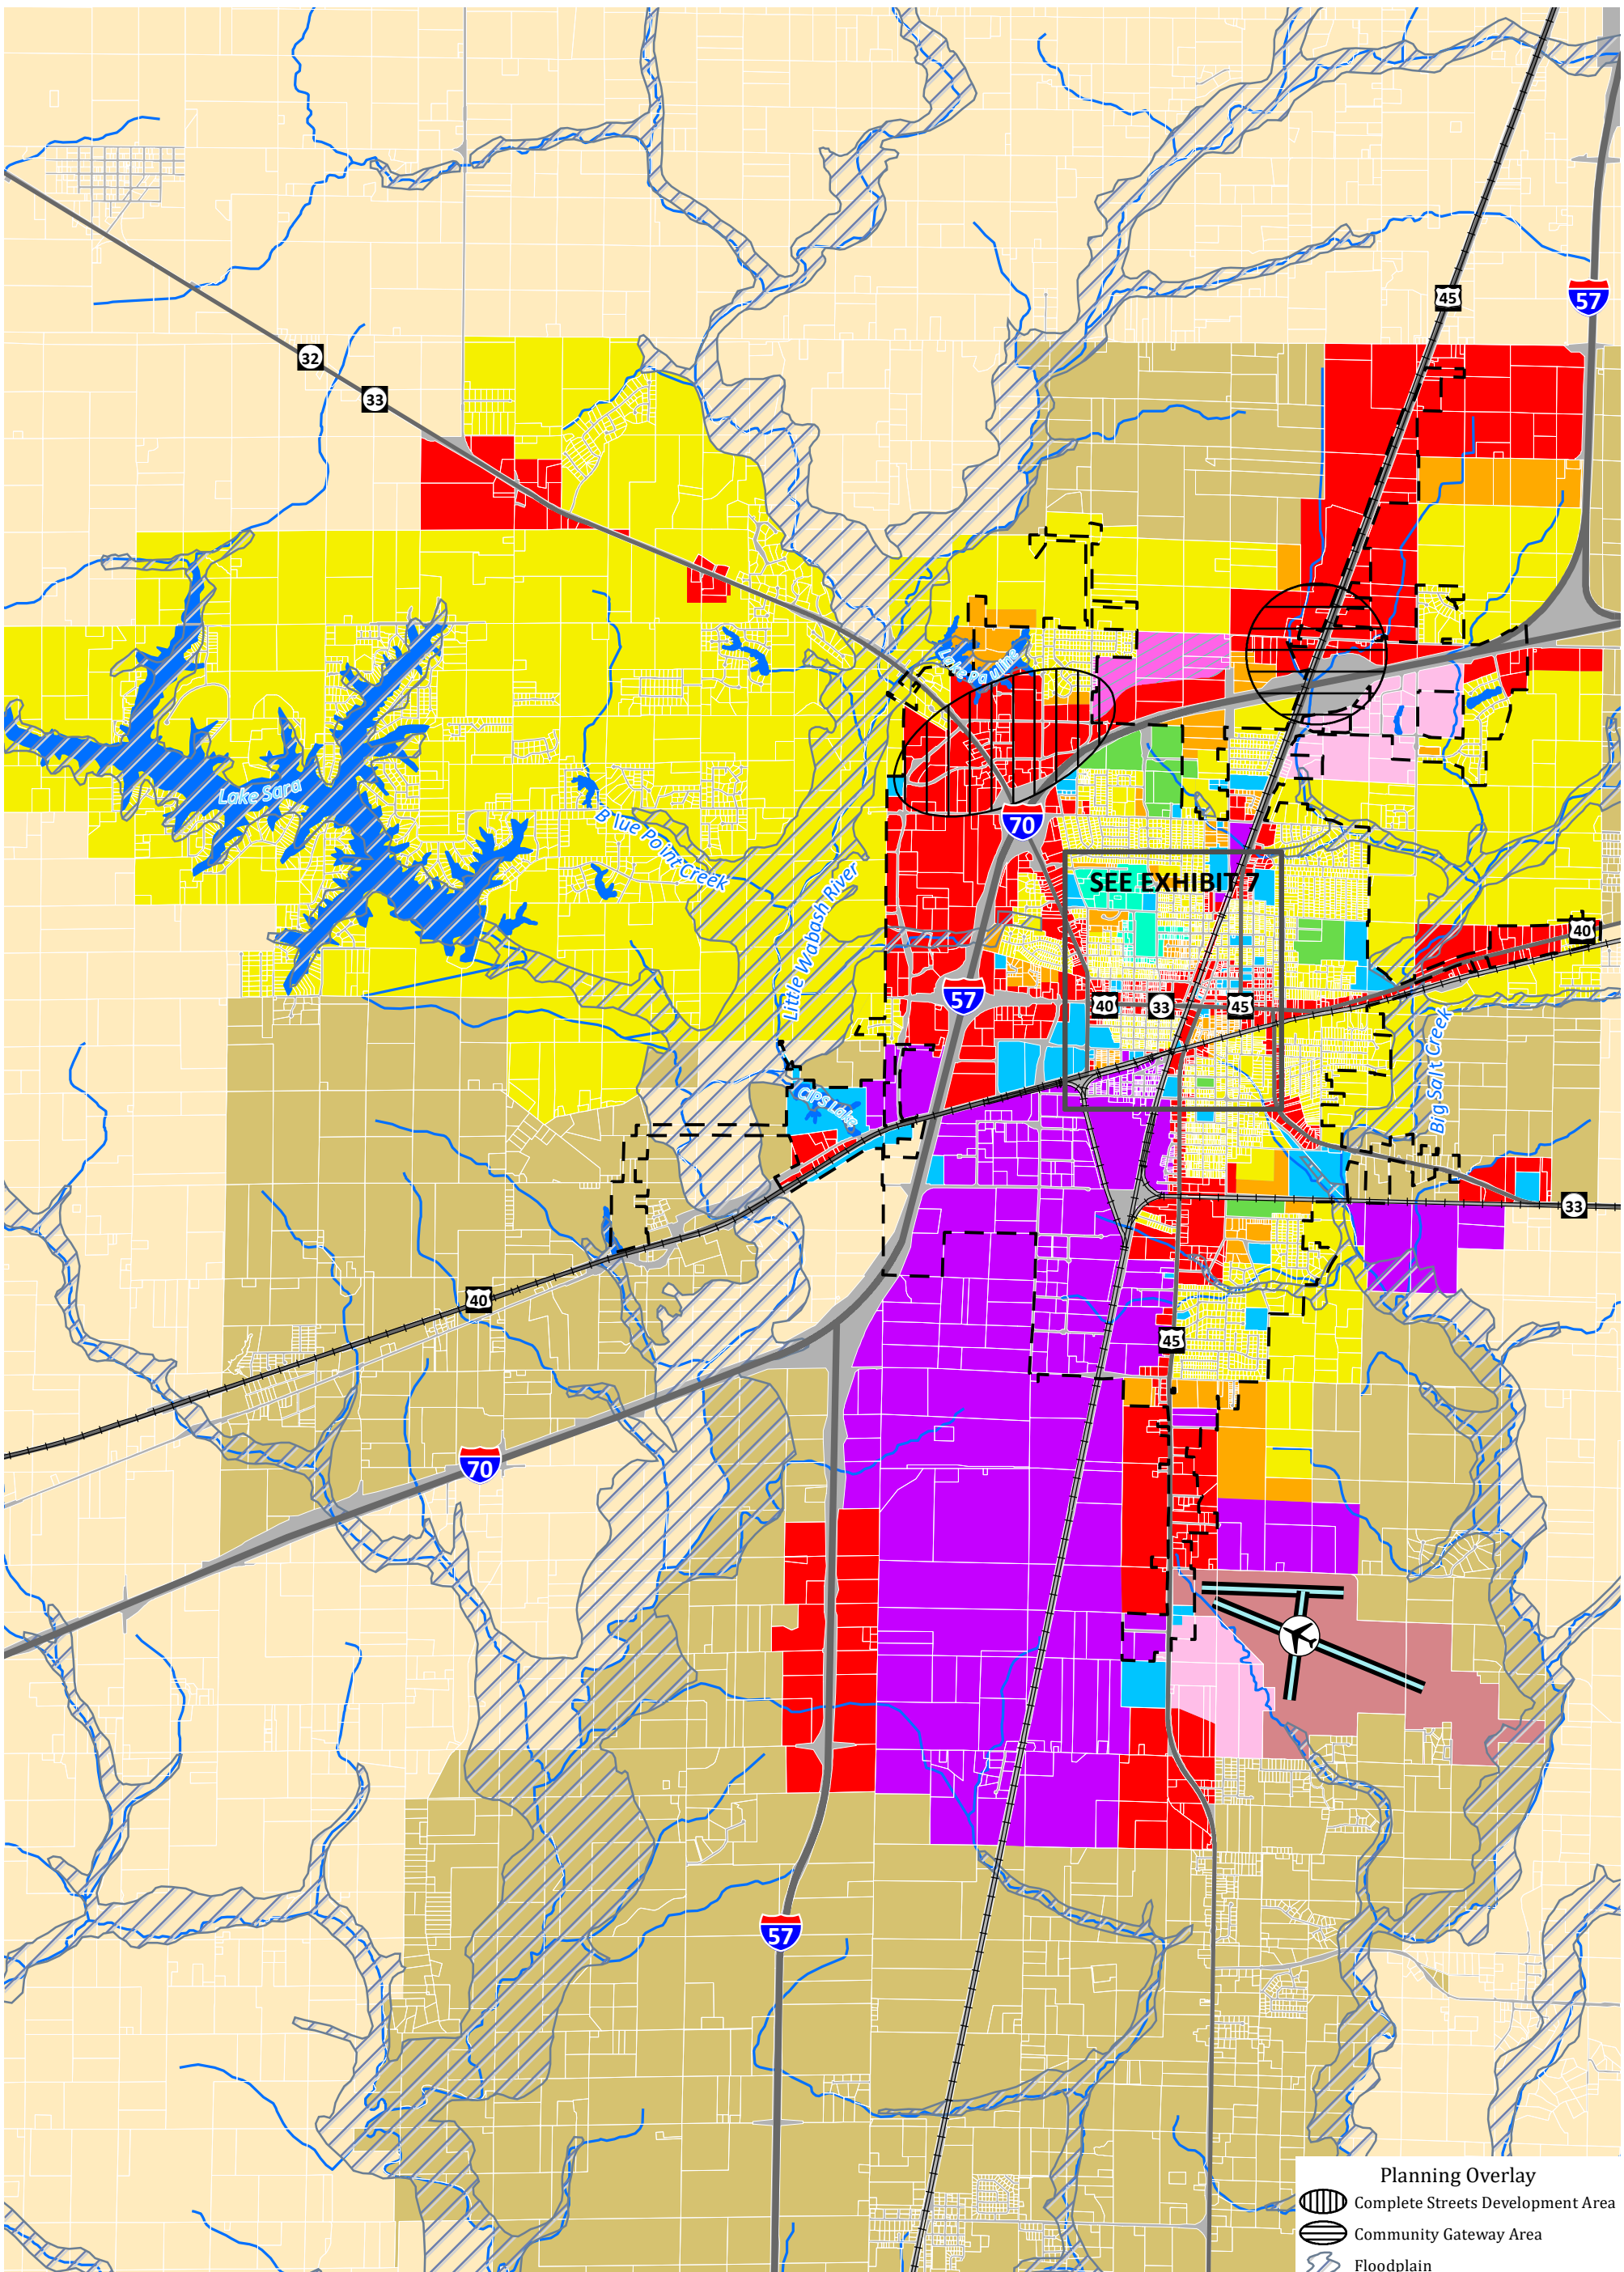 45
57
32
33
Lake Pauline
Lake Sara
Blue Point Creek
70
Little Wabash River
SEE EXHIBIT 7
40
57
40
33
45
Big Salt Creek
CIPS Lake
33
40
45
70
57
Planning Overlay
Complete Streets Development Area
Community Gateway Area
Floodplain